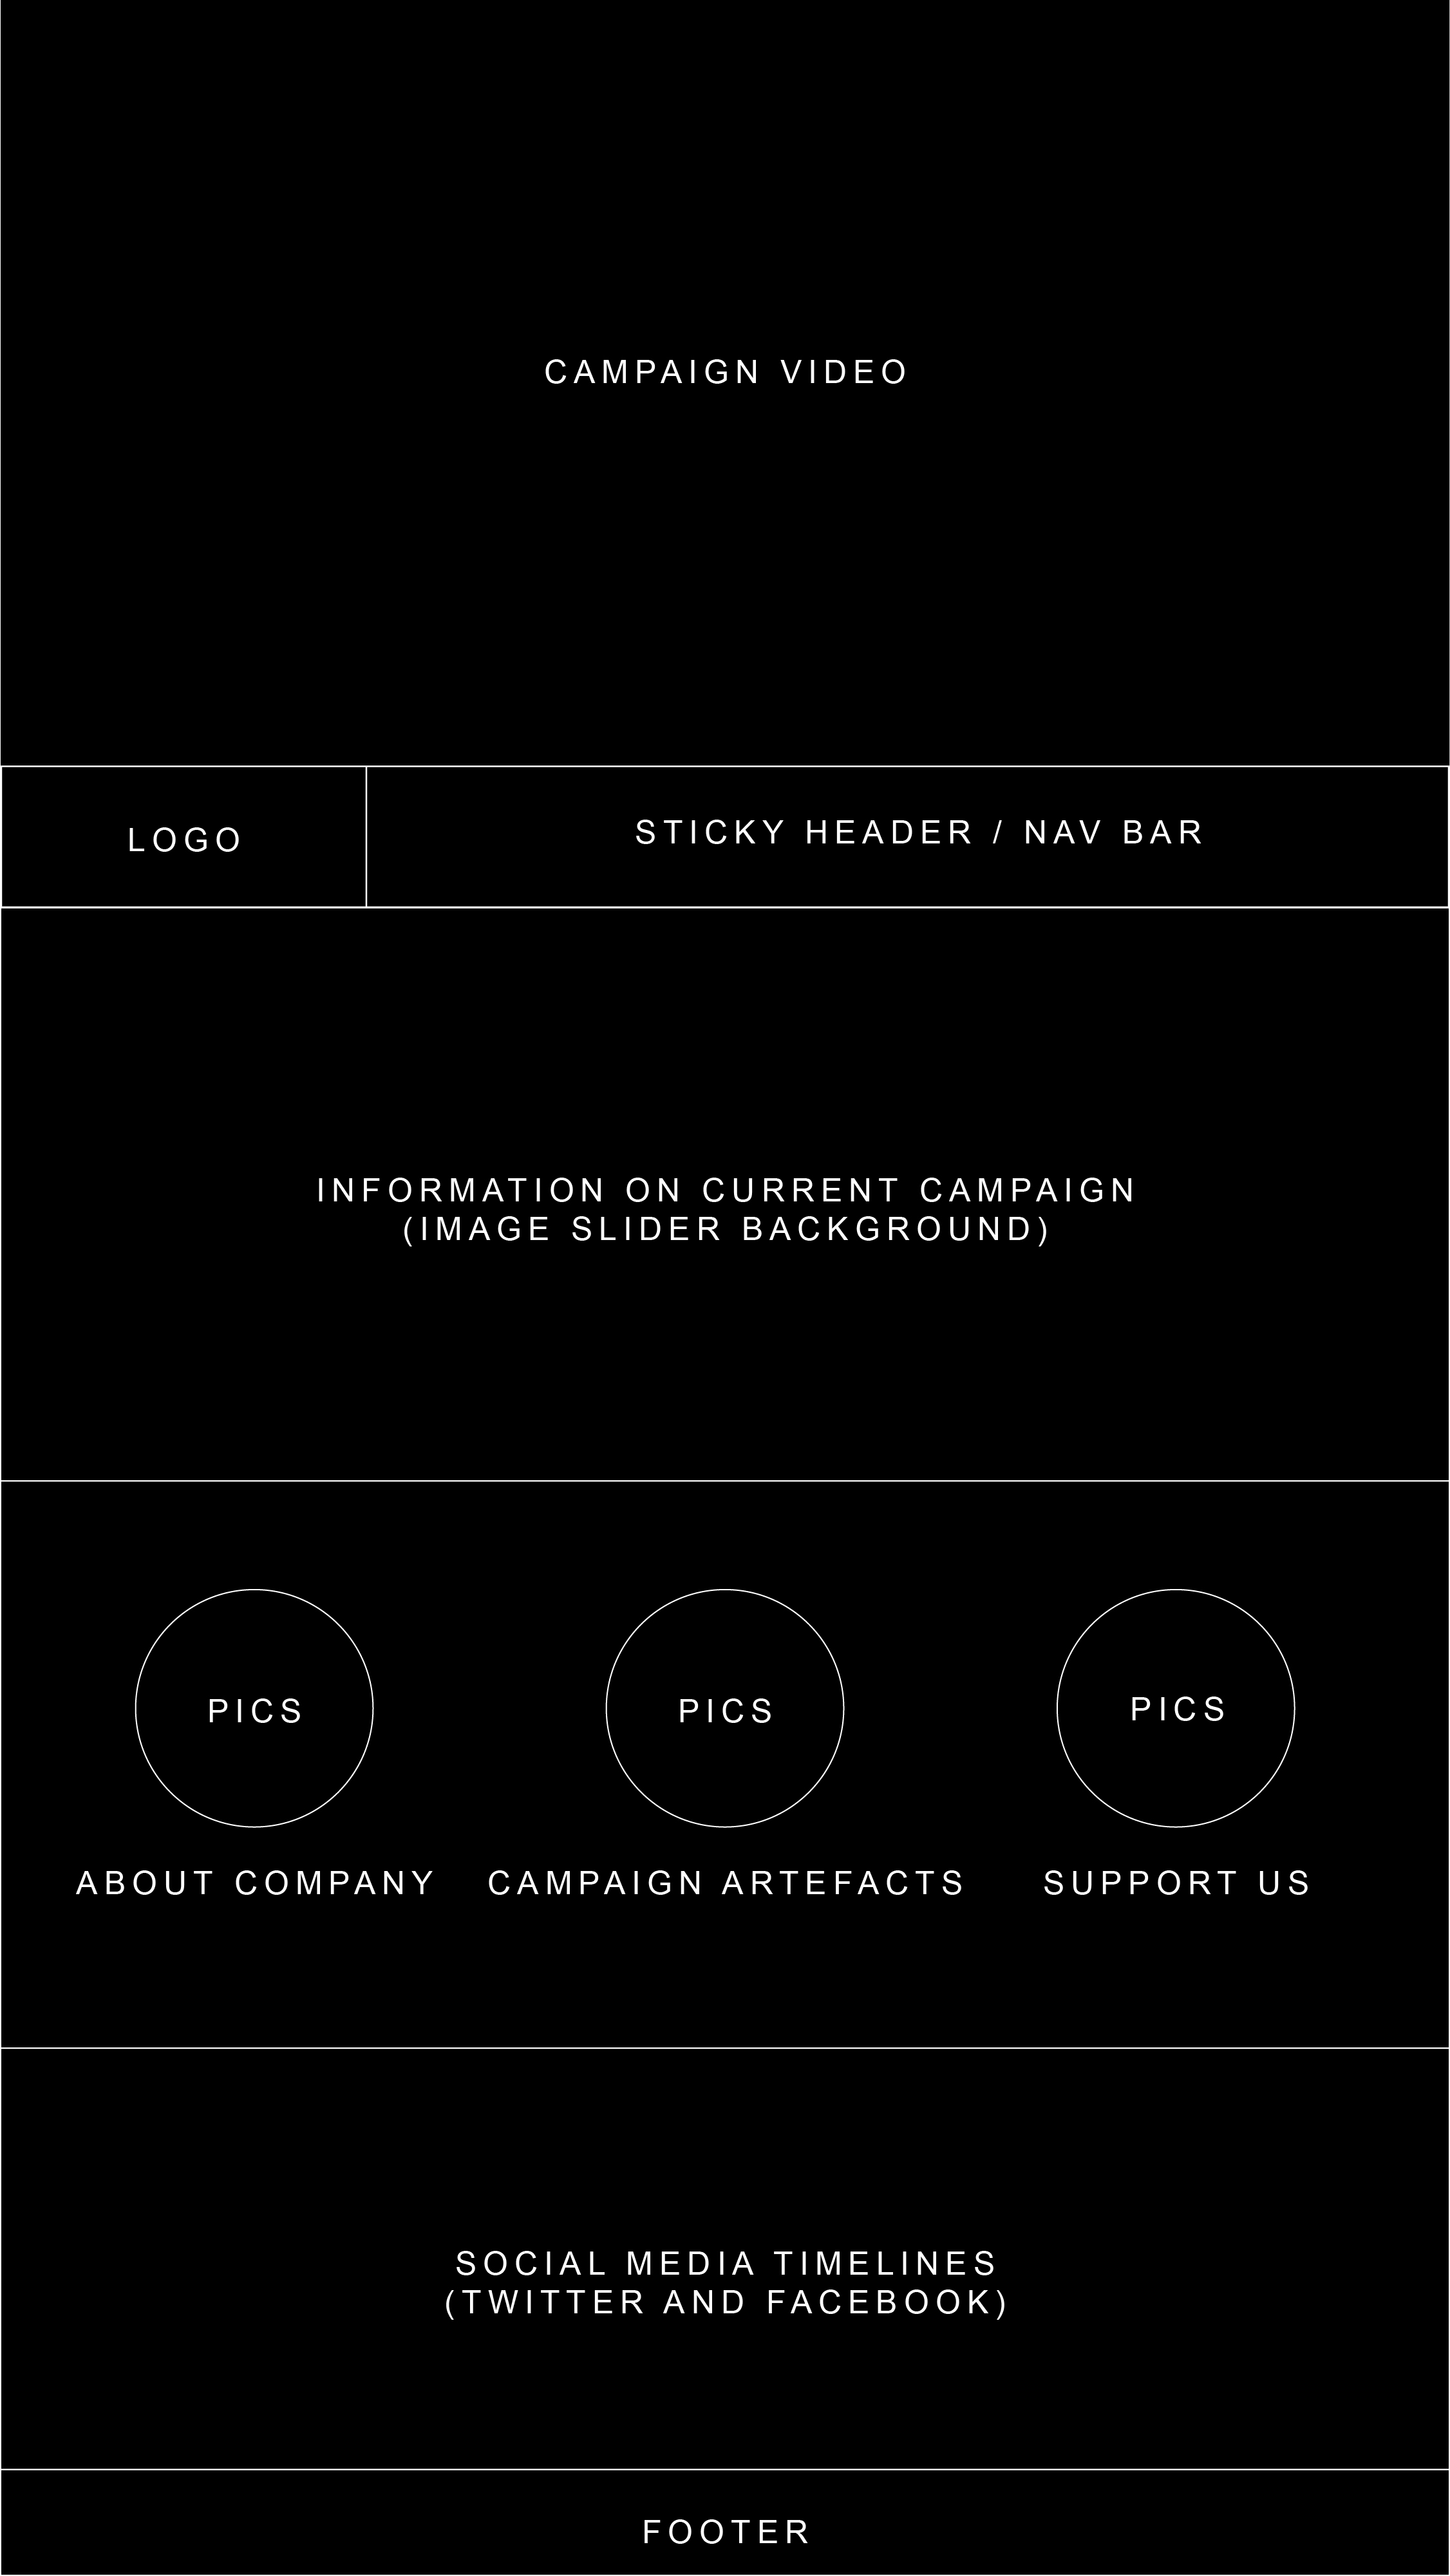 CAMPAIGN VIDEO
LOGO
STICKY HEADER / NAV BAR
INFORMATION ON CURRENT CAMPAIGN
(IMAGE SLIDER BACKGROUND)
PICS
PICS
PICS
ABOUT COMPANY
CAMPAIGN ARTEFACTS
SUPPORT US
SOCIAL MEDIA TIMELINES
(TWITTER AND FACEBOOK)
FOOTER